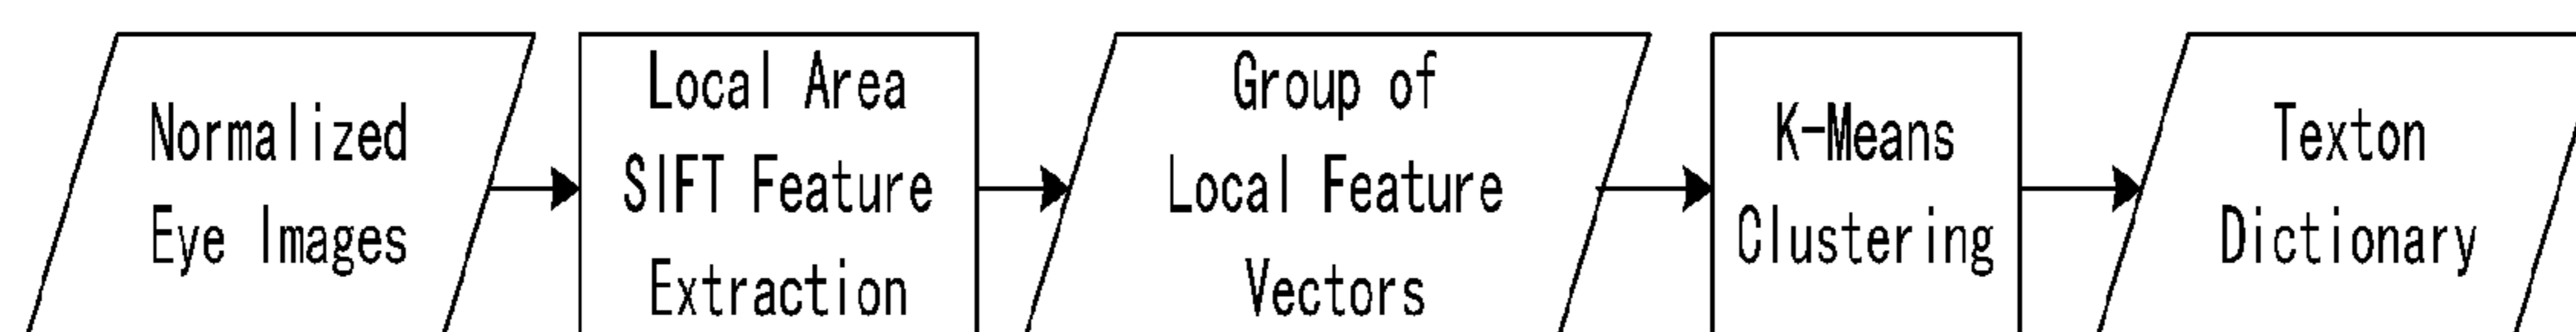 Normalized
Eye Images
Local Area
SIFT Feature
Extraction
Group of
Local Feature
Vectors
K-Means
Clustering
Texton
Dictionary